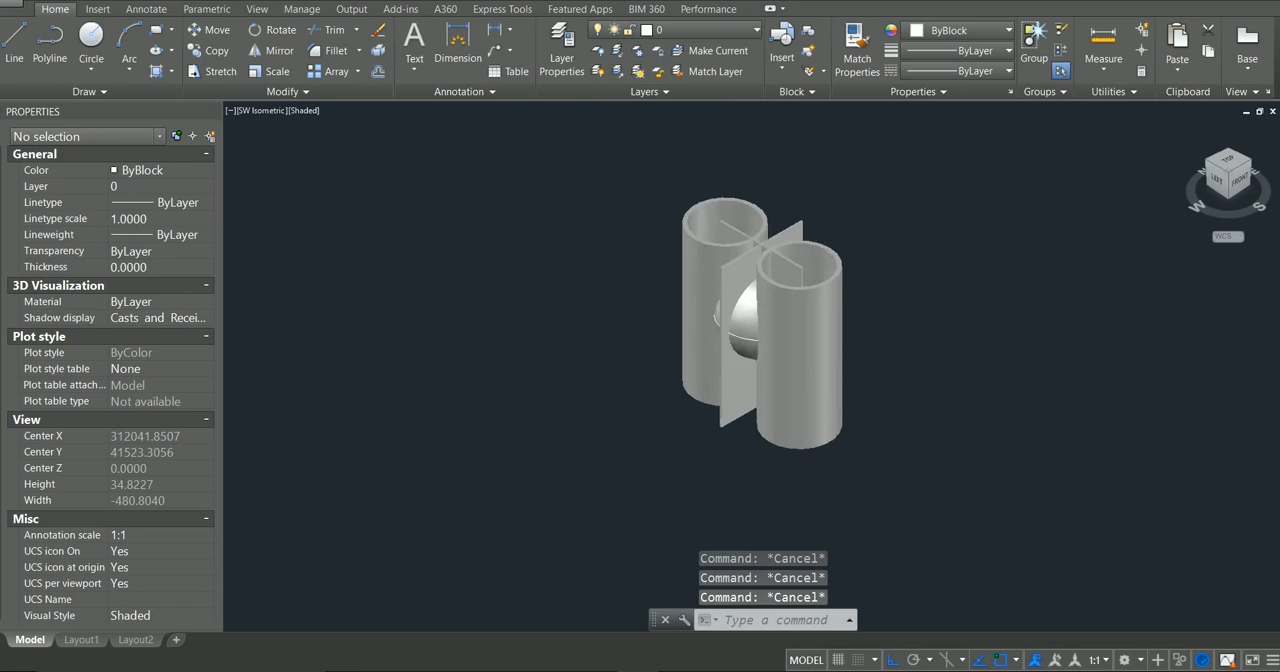 Home Insert Annotate Parametric View Manage Output Add-ins A360 Express Tools Featured Apps BIM 360 Performance
Line Polyline Circle Arc
Move Rotate Trim
Copy Mirror Fillet
Stretch Scale Array
Text Dimension Table
Layer Properties
0
Make Current
Match Layer
Insert
Match Properties
ByBlock
ByLayer
ByLayer
Group
Measure
Paste
Base
Draw Modify Annotation Layers Block Properties Groups Utilities Clipboard View
PROPERTIES
[−][SW Isometric][Shaded]
No selection
General
Color ByBlock
Layer 0
Linetype ByLayer
Linetype scale 1.0000
Lineweight ByLayer
Transparency ByLayer
Thickness 0.0000
3D Visualization
Material ByLayer
Shadow display Casts and Recei...
Plot style
Plot style ByColor
Plot style table None
Plot table attach... Model
Plot table type Not available
View
Center X 312041.8507
Center Y 41523.3056
Center Z 0.0000
Height 34.8227
Width -480.8040
Misc
Annotation scale 1:1
UCS icon On Yes
UCS icon at origin Yes
UCS per viewport Yes
UCS Name
Visual Style Shaded
TOP
LEFT FRONT
W S
WCS
Command: *Cancel*
Command: *Cancel*
Command: *Cancel*
Type a command
Model Layout1 Layout2 +
MODEL 1:1